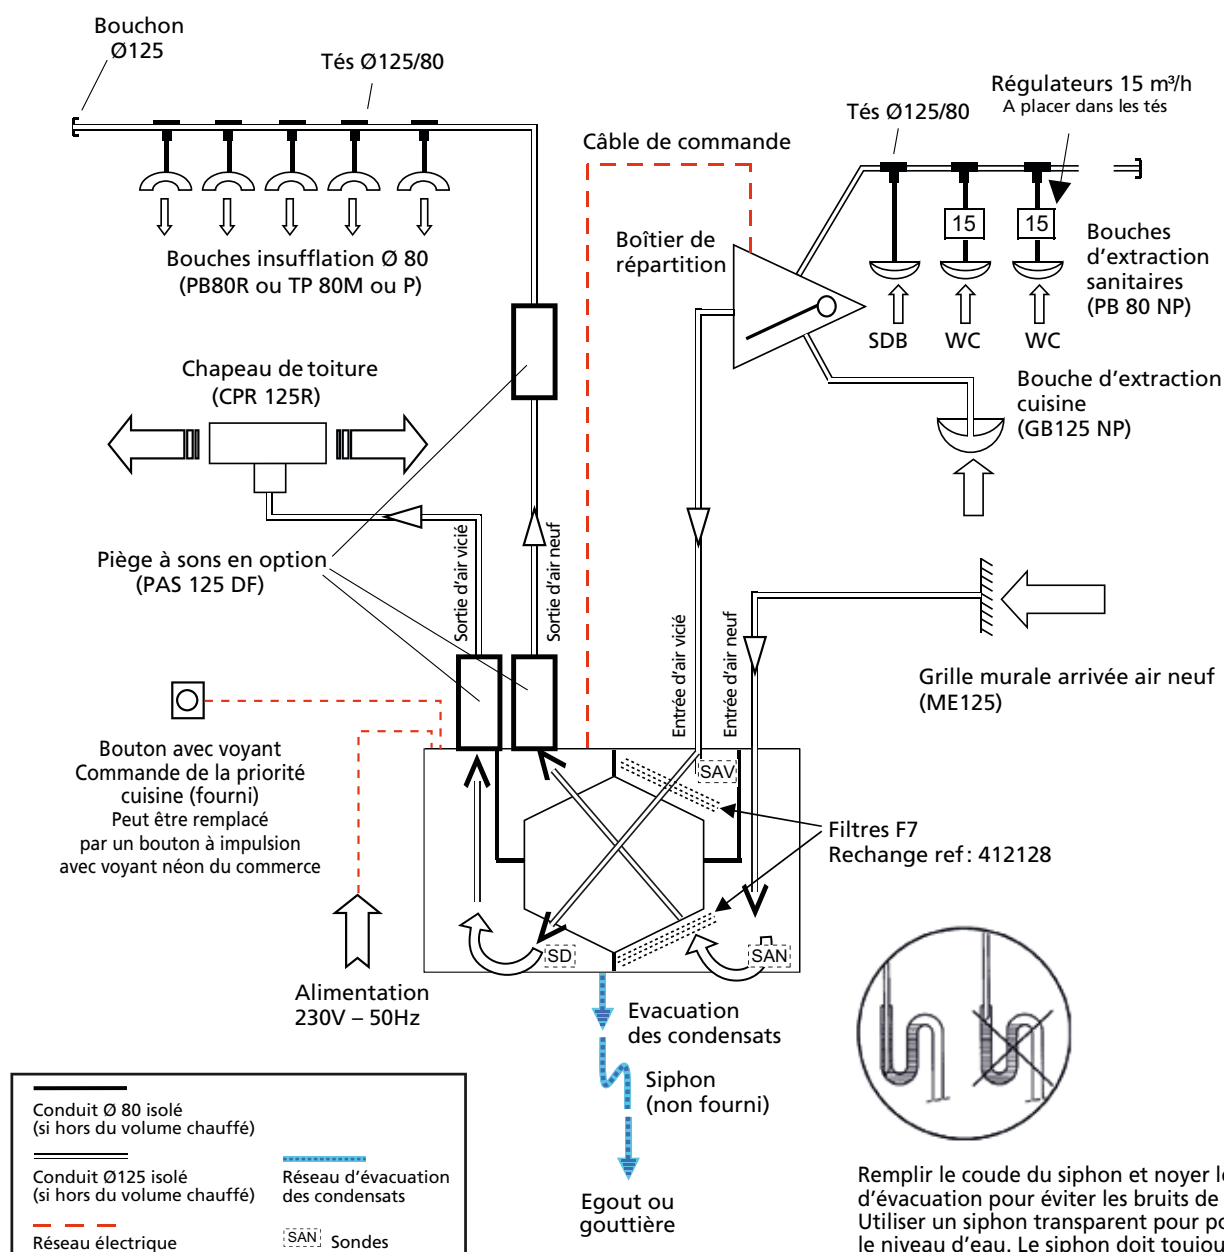 Bouchon
Ø125
Tés Ø125/80
Régulateurs 15 m³/h
A placer dans les tés
Tés Ø125/80
Câble de commande
15
15
Boîtier de
répartition
Bouches
d'extraction
sanitaires
(PB 80 NP)
Bouches insufflation Ø 80
(PB80R ou TP 80M ou P)
SDB
WC
WC
Chapeau de toiture
(CPR 125R)
Bouche d'extraction
cuisine
(GB125 NP)
Piège à sons en option
(PAS 125 DF)
Sortie d'air vicié
Sortie d'air neuf
Entrée d'air vicié
Entrée d'air neuf
Grille murale arrivée air neuf
(ME125)
Bouton avec voyant
Commande de la priorité
cuisine (fourni)
Peut être remplacé
par un bouton à impulsion
avec voyant néon du commerce
SAV
Filtres F7
Rechange ref : 412128
SD
SAN
Alimentation
230V – 50Hz
Evacuation
des condensats
Siphon
(non fourni)
Egout ou
gouttière
Conduit Ø 80 isolé
(si hors du volume chauffé)
Conduit Ø125 isolé
(si hors du volume chauffé)
Réseau électrique
Réseau d'évacuation
des condensats
SAN Sondes
Remplir le coude du siphon et noyer le
d'évacuation pour éviter les bruits de
Utiliser un siphon transparent pour po
le niveau d'eau. Le siphon doit toujou